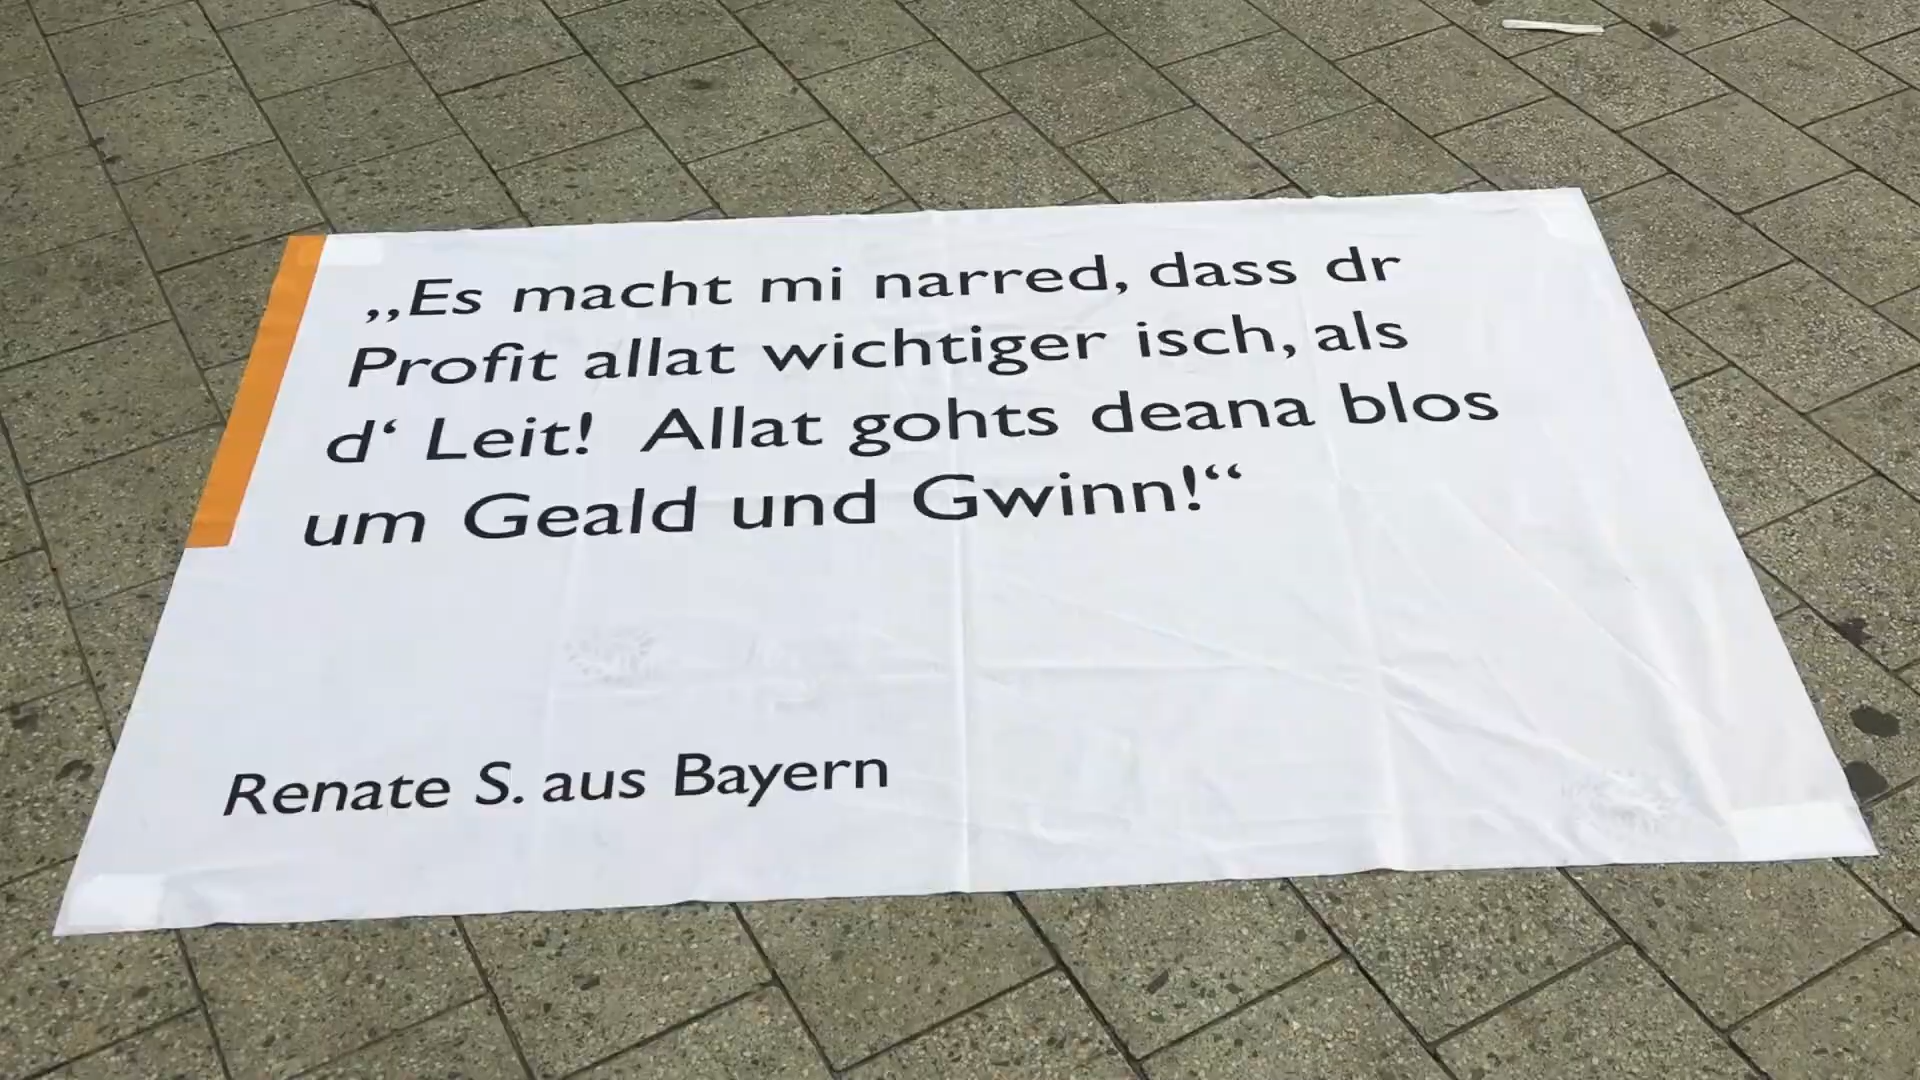 „Es macht mi narred, dass dr
Profit allat wichtiger isch, als
d‘ Leit! Allat gohts deana blos
um Geald und Gwinn!“
Renate S. aus Bayern